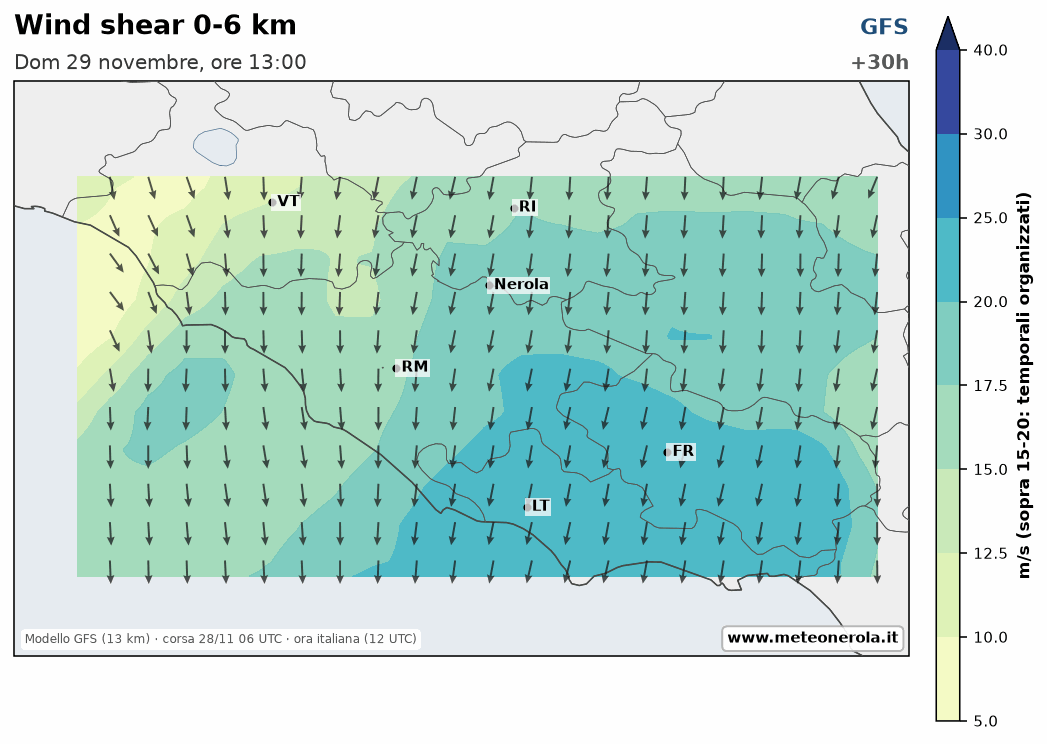 Wind shear 0-6 km
GFS
Dom 29 novembre, ore 13:00
+30h
VT
RI
Nerola
RM
FR
LT
Modello GFS (13 km) · corsa 28/11 06 UTC · ora italiana (12 UTC)
www.meteonerola.it
40.0
30.0
25.0
20.0
17.5
15.0
12.5
10.0
5.0
m/s (sopra 15-20: temporali organizzati)